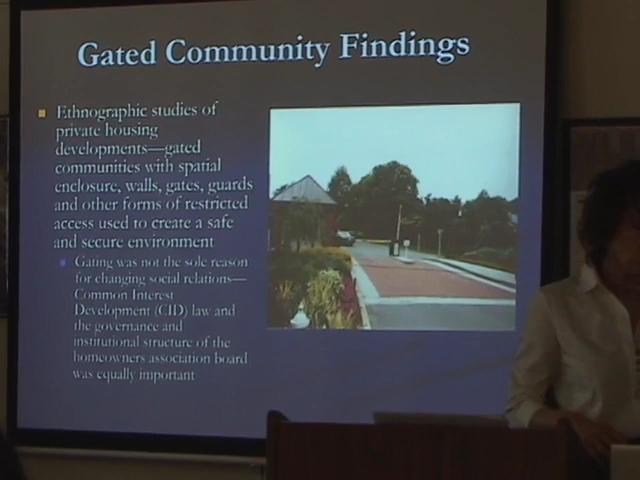 Gated Community Findings
Ethnographic studies of
private housing
developments—gated
communities with spatial
enclosure, walls, gates, guards
and other forms of restricted
access used to create a safe
and secure environment
Gating was not the sole reason
for changing social relations—
Common Interest
Development (CID) law and
the governance and
institutional structure of the
homeowners association board
was equally important